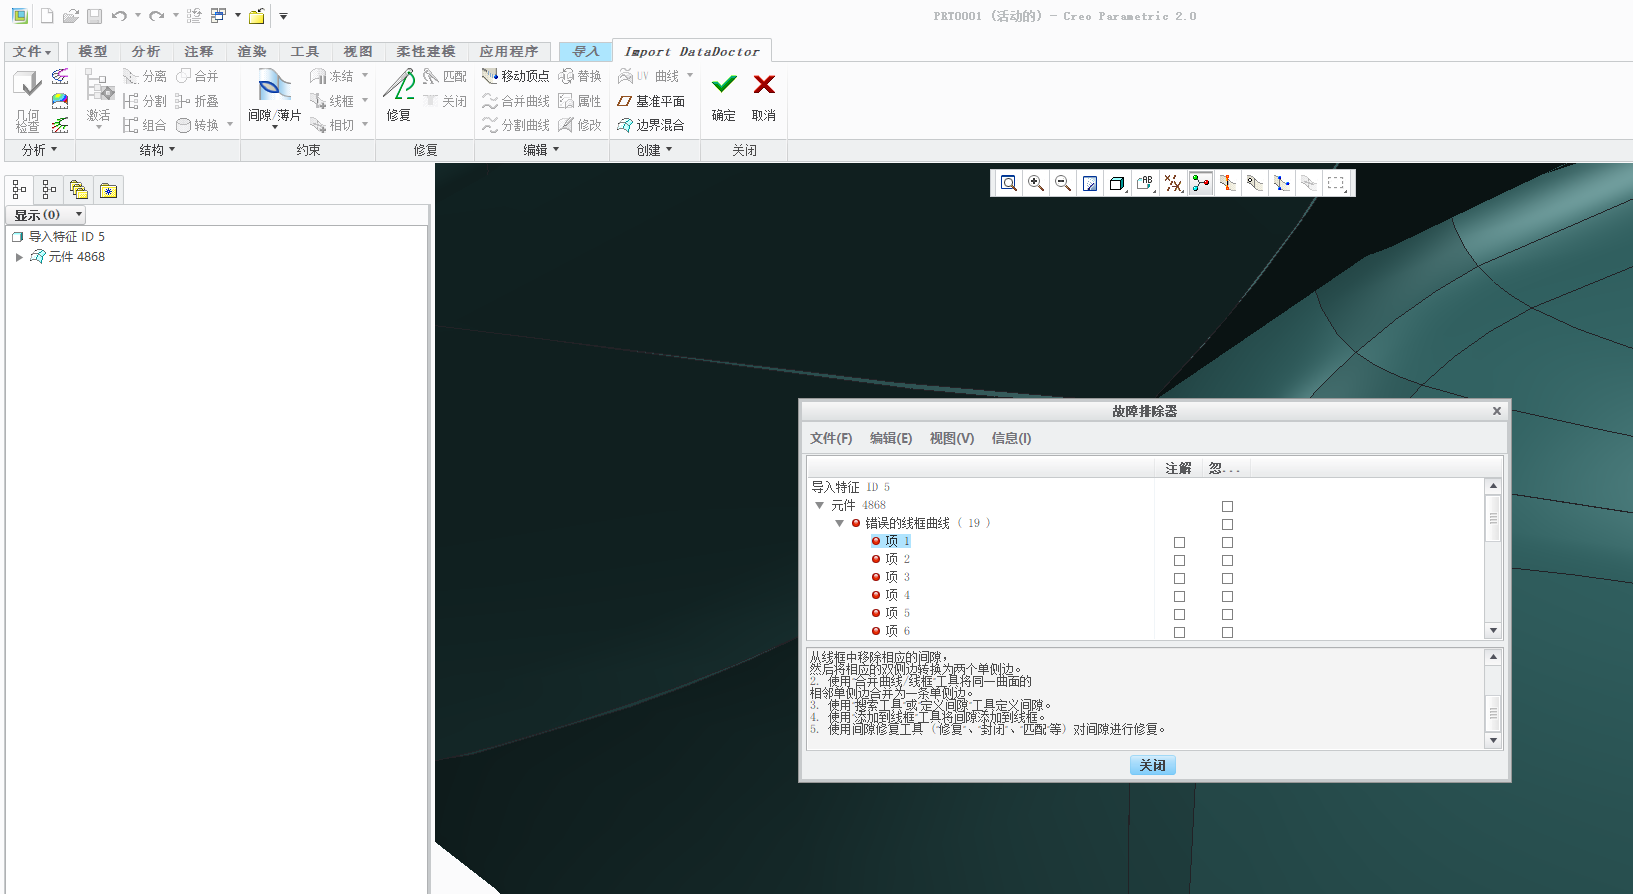 PRT0001 (活动的) - Creo Parametric 2.0
文件 模型 分析 注释 渲染 工具 视图 柔性建模 应用程序 导入 Import DataDoctor
几何检查
激活
分离 合并
分割 折叠
组合 转换
间隙/薄片
冻结
线框
相切
修复
匹配
关闭
移动顶点 替换
合并曲线 属性
分割曲线 修改
UV 曲线
基准平面
边界混合
确定 取消
分析 结构 约束 修复 编辑 创建 关闭
显示(0)
导入特征 ID 5
元件 4868
故障排除器
文件(F) 编辑(E) 视图(V) 信息(I)
注解 忽...
导入特征 ID 5
元件 4868
错误的线框曲线 ( 19 )
项 1
项 2
项 3
项 4
项 5
项 6
从线框中移除相应的间隙，
然后将相应的双侧边转换为两个单侧边。
2. 使用"合并曲线/线框"工具将同一曲面的
相邻单侧边合并为一条单侧边。
3. 使用"搜索工具"或"定义间隙"工具定义间隙。
4. 使用"添加到线框"工具将间隙添加到线框。
5. 使用间隙修复工具 ("修复"、"封闭"、"匹配"等) 对间隙进行修复。
关闭